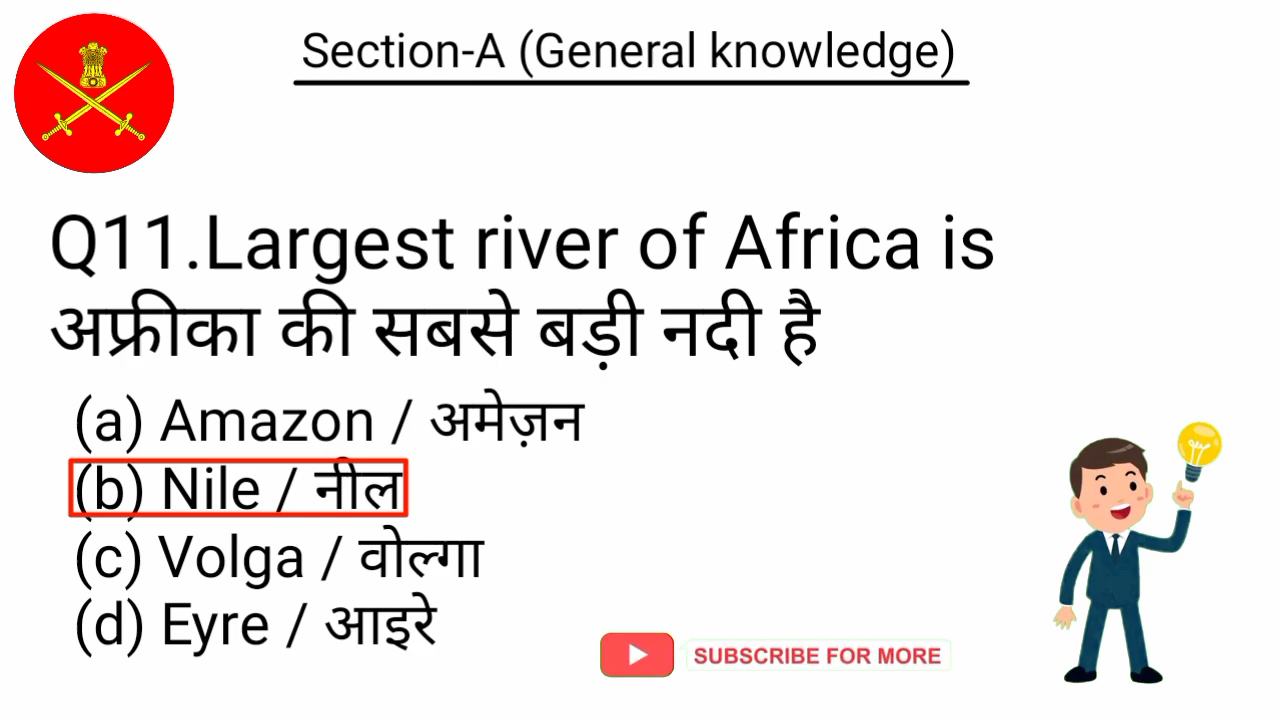 Section-A (General knowledge)
Q11.Largest river of Africa is
अफ्रीका की सबसे बड़ी नदी है
(a) Amazon / अमेज़न
(b) Nile / नील
(c) Volga / वोल्गा
(d) Eyre / आइरे
SUBSCRIBE FOR MORE